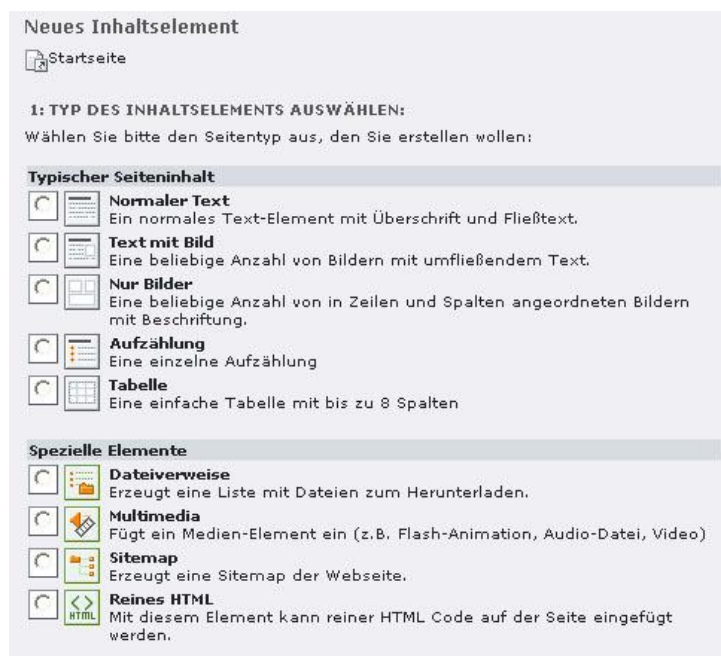 Neues Inhaltselement
Startseite
1: TYP DES INHALTSELEMENTS AUSWÄHLEN:
Wählen Sie bitte den Seitentyp aus, den Sie erstellen wollen:
Typischer Seiteninhalt
Normaler Text
Ein normales Text-Element mit Überschrift und Fließtext.
Text mit Bild
Eine beliebige Anzahl von Bildern mit umfließendem Text.
Nur Bilder
Eine beliebige Anzahl von in Zeilen und Spalten angeordneten Bildern
mit Beschriftung.
Aufzählung
Eine einzelne Aufzählung
Tabelle
Eine einfache Tabelle mit bis zu 8 Spalten
Spezielle Elemente
Dateiverweise
Erzeugt eine Liste mit Dateien zum Herunterladen.
Multimedia
Fügt ein Medien-Element ein (z.B. Flash-Animation, Audio-Datei, Video)
Sitemap
Erzeugt eine Sitemap der Webseite.
HTML
Reines HTML
Mit diesem Element kann reiner HTML Code auf der Seite eingefügt
werden.